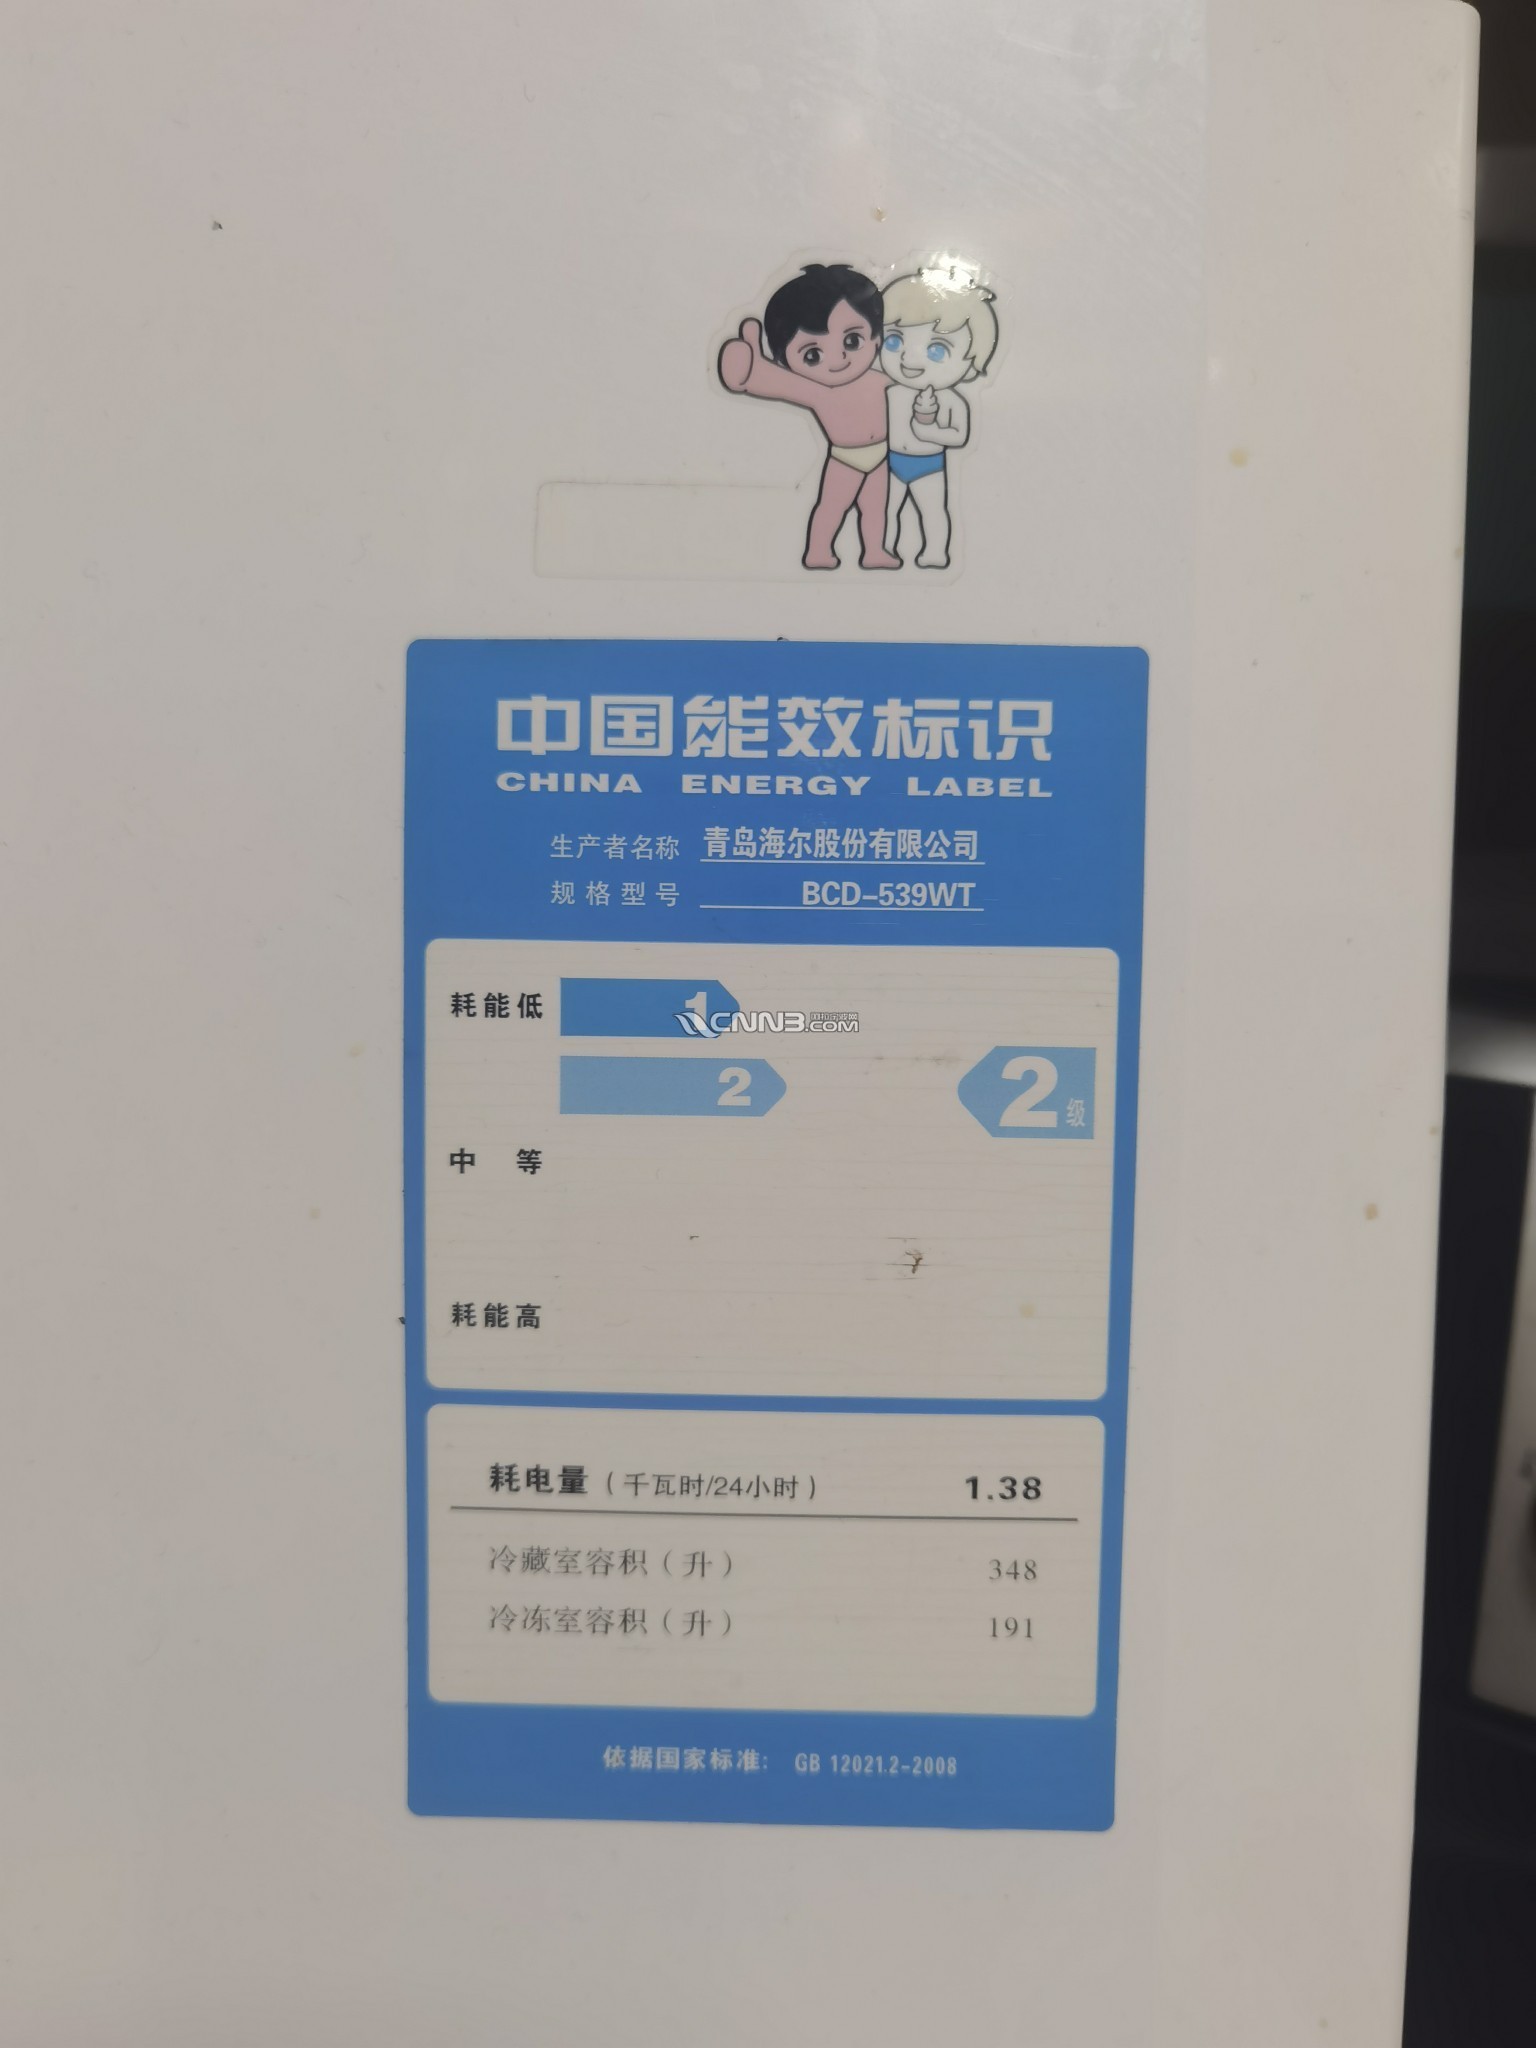 中国能效标识
CHINA ENERGY LABEL
生产者名称 青岛海尔股份有限公司
规格型号 BCD-539WT
耗能低 1
CNNB.COM
2
2级
中等
耗能高
耗电量（千瓦时/24小时） 1.38
冷藏室容积（升） 348
冷冻室容积（升） 191
依据国家标准: GB 12021.2-2008